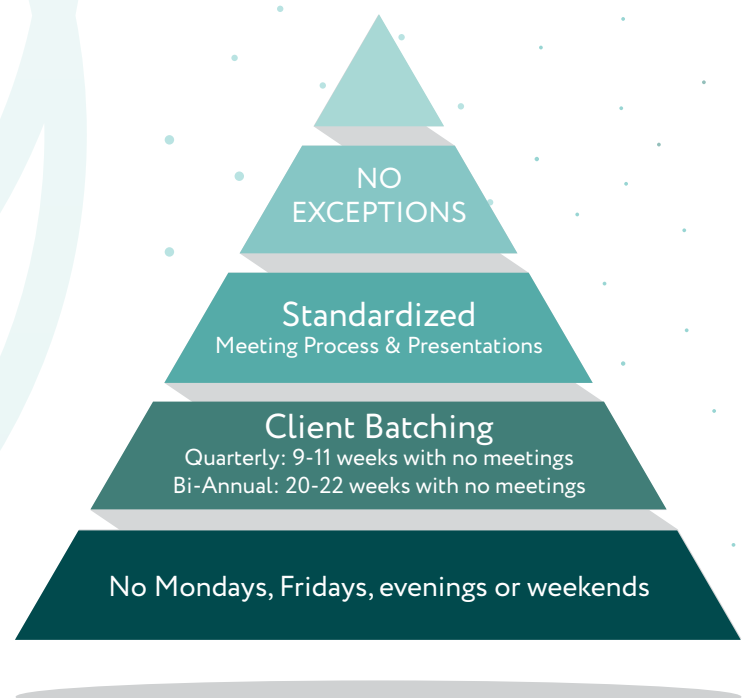 NO
EXCEPTIONS
Standardized
Meeting Process & Presentations
Client Batching
Quarterly: 9-11 weeks with no meetings
Bi-Annual: 20-22 weeks with no meetings
No Mondays, Fridays, evenings or weekends